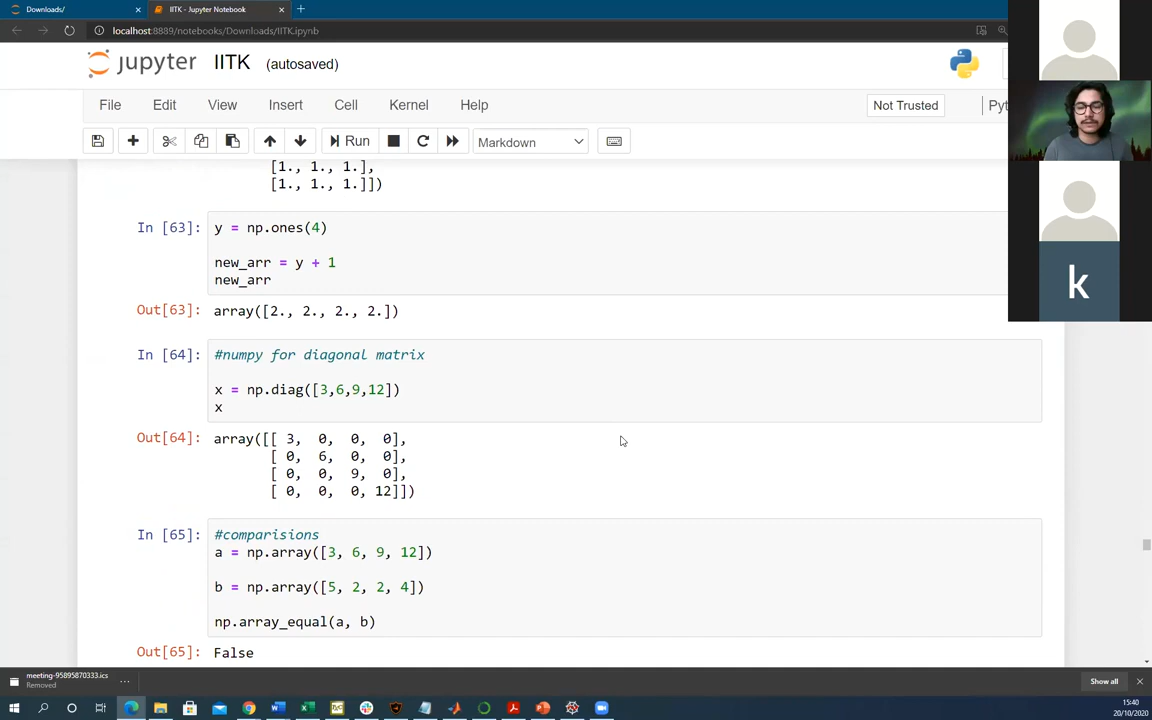 Downloads/
IITK - Jupyter Notebook
localhost:8889/notebooks/Downloads/IITK.ipynb
jupyter IITK (autosaved)
File Edit View Insert Cell Kernel Help
Not Trusted
Pyt
Run
Markdown
[1., 1., 1.],
[1., 1., 1.]])
In [63]:
y = np.ones(4)
new_arr = y + 1
new_arr
Out[63]:
array([2., 2., 2., 2.])
In [64]:
#numpy for diagonal matrix
x = np.diag([3,6,9,12])
x
Out[64]:
array([[ 3, 0, 0, 0],
[ 0, 6, 0, 0],
[ 0, 0, 9, 0],
[ 0, 0, 0, 12]])
In [65]:
#comparisions
a = np.array([3, 6, 9, 12])
b = np.array([5, 2, 2, 4])
np.array_equal(a, b)
Out[65]:
False
k
meeting-95895870333.ics
Removed
Show all
15:40
20/10/2020